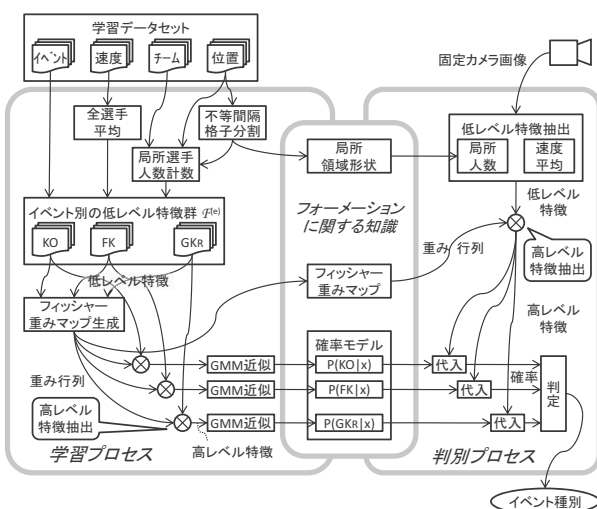 学習データセット
イベント 速度 チーム 位置
固定カメラ画像
全選手
平均
不等間隔
格子分割
局所選手
人数計数
局所
領域形状
低レベル特徴抽出
局所
人数
速度
平均
イベント別の低レベル特徴群 𝓕(e)
KO FK GKR
フォーメーション
に関する知識
低レベル
特徴
低レベル特徴
重み 行列
高レベル
特徴抽出
フィッシャー
重みマップ生成
フィッシャー
重みマップ
高レベル
特徴
確率モデル
GMM近似 P(KO|x) 代入
重み行列
GMM近似 P(FK|x) 代入
確率
判定
高レベル
特徴抽出
GMM近似 P(GKR|x) 代入
高レベル特徴
学習プロセス
判別プロセス
イベント種別